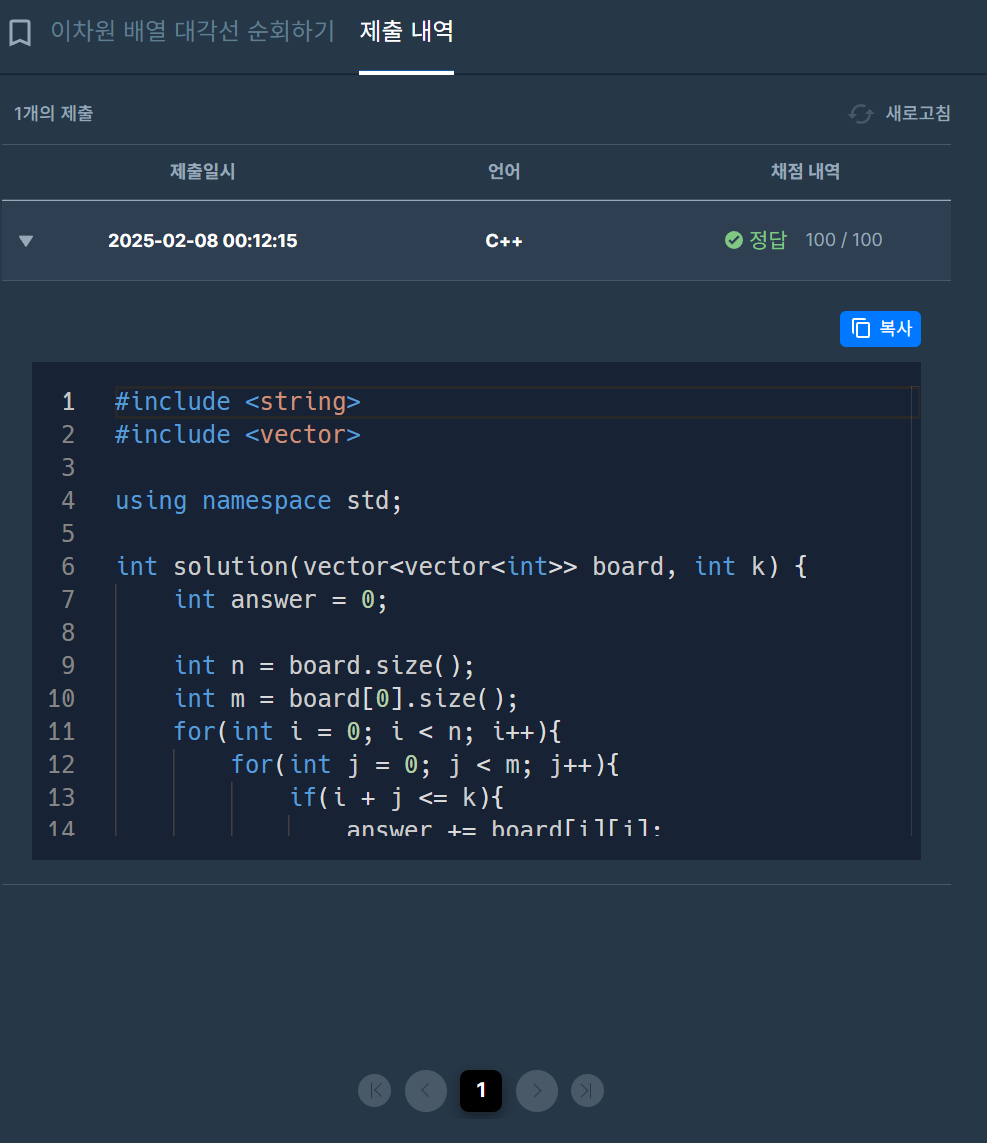 이차원 배열 대각선 순회하기 제출 내역
1개의 제출 새로고침
제출일시 언어 채점 내역
2025-02-08 00:12:15 C++ 정답 100 / 100
복사
1 #include <string>
2 #include <vector>
3
4 using namespace std;
5
6 int solution(vector<vector<int>> board, int k) {
7 int answer = 0;
8
9 int n = board.size();
10 int m = board[0].size();
11 for(int i = 0; i < n; i++){
12 for(int j = 0; j < m; j++){
13 if(i + j <= k){
14 answer += board[i][j];
1